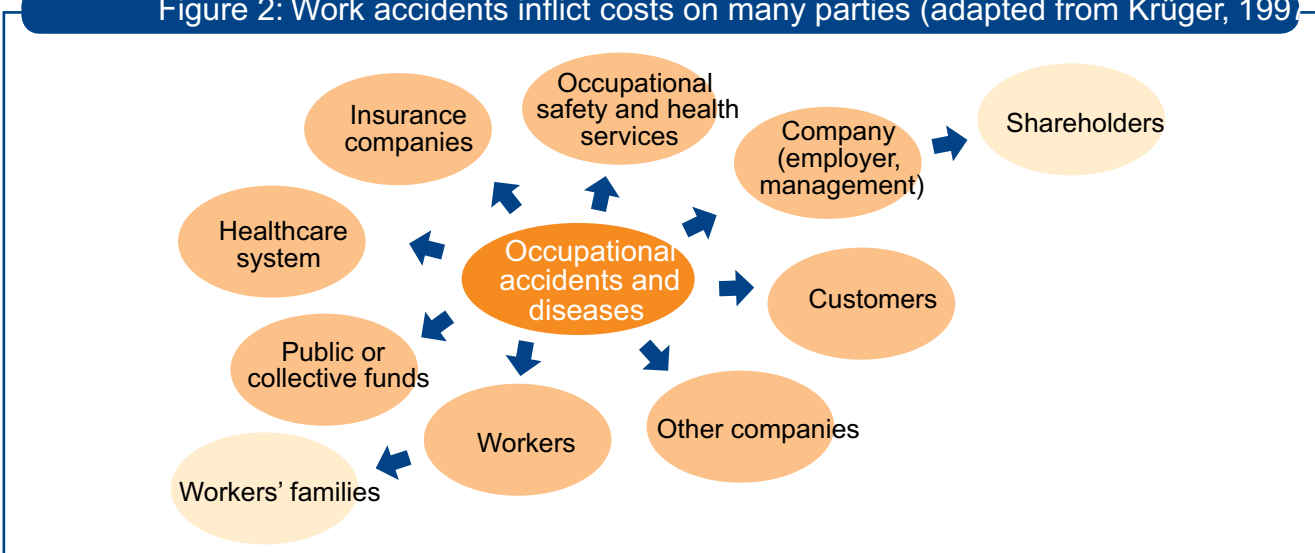 Figure 2: Work accidents inflict costs on many parties (adapted from Krüger, 1997
Occupational
safety and health
services
Insurance
companies
Company
(employer,
management)
Shareholders
Healthcare
system
Occupational
accidents and
diseases
Customers
Public or
collective funds
Workers
Other companies
Workers’ families